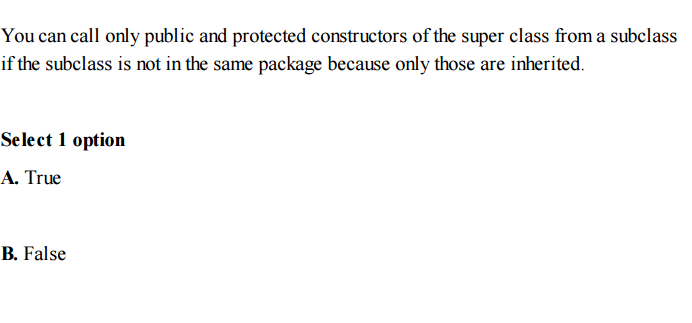 You can call only public and protected constructors of the super class from a subclass
if the subclass is not in the same package because only those are inherited.
Select 1 option
A. True
B. False